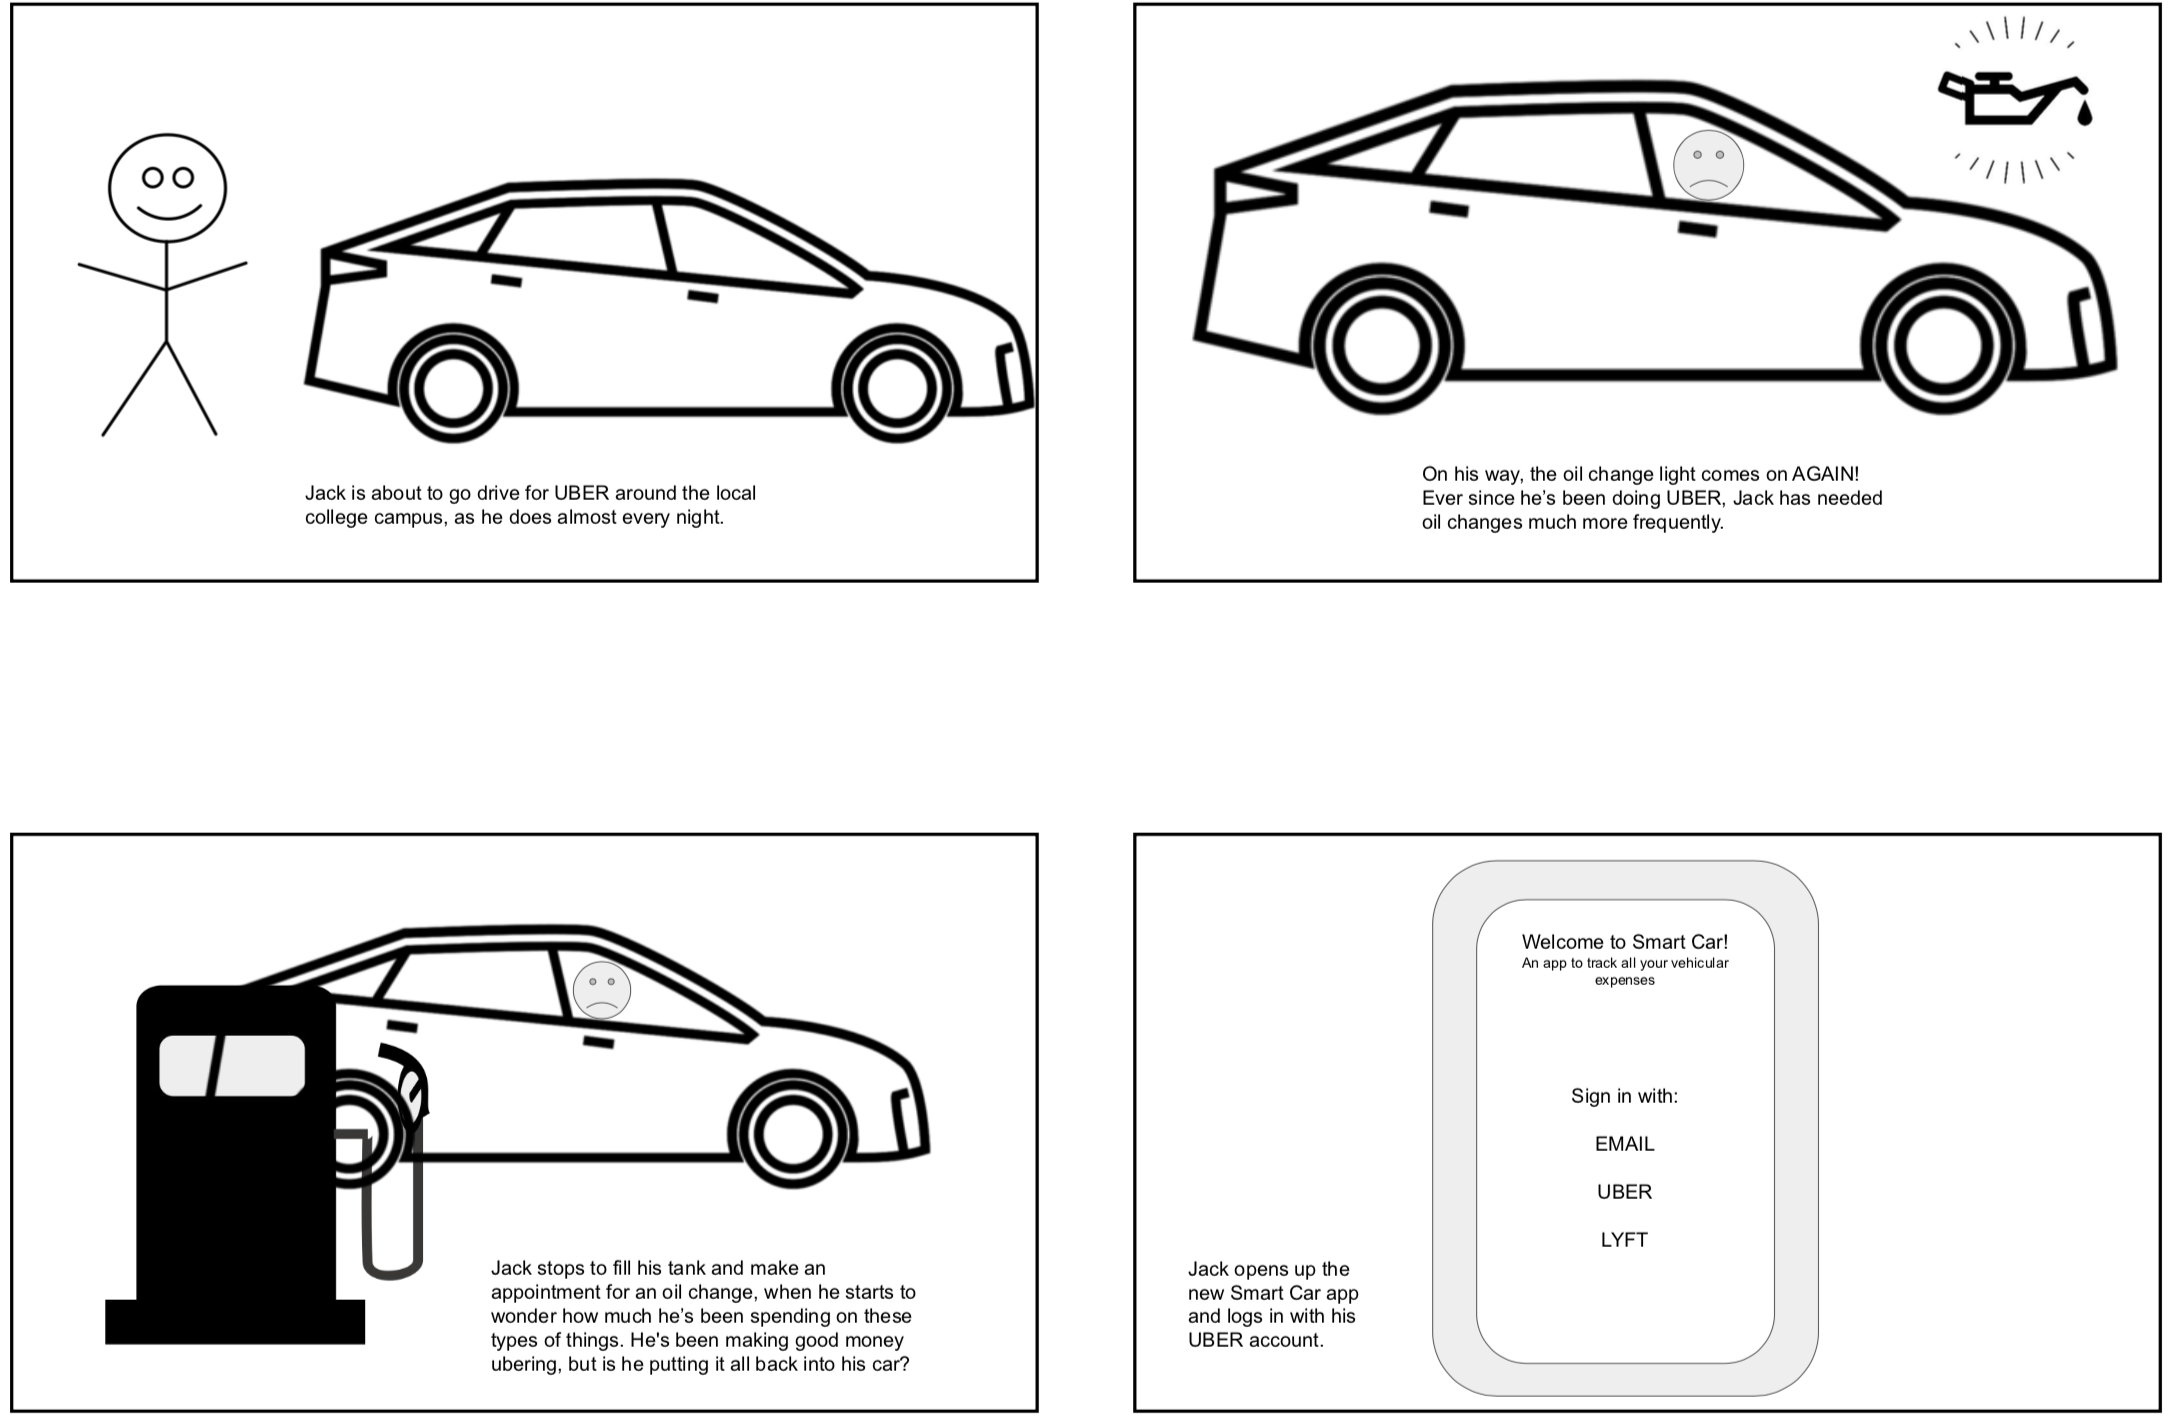 Jack is about to go drive for UBER around the local
college campus, as he does almost every night.
On his way, the oil change light comes on AGAIN!
Ever since he’s been doing UBER, Jack has needed
oil changes much more frequently.
Jack stops to fill his tank and make an
appointment for an oil change, when he starts to
wonder how much he’s been spending on these
types of things. He's been making good money
ubering, but is he putting it all back into his car?
Jack opens up the
new Smart Car app
and logs in with his
UBER account.
Welcome to Smart Car!
An app to track all your vehicular
expenses
Sign in with:
EMAIL
UBER
LYFT